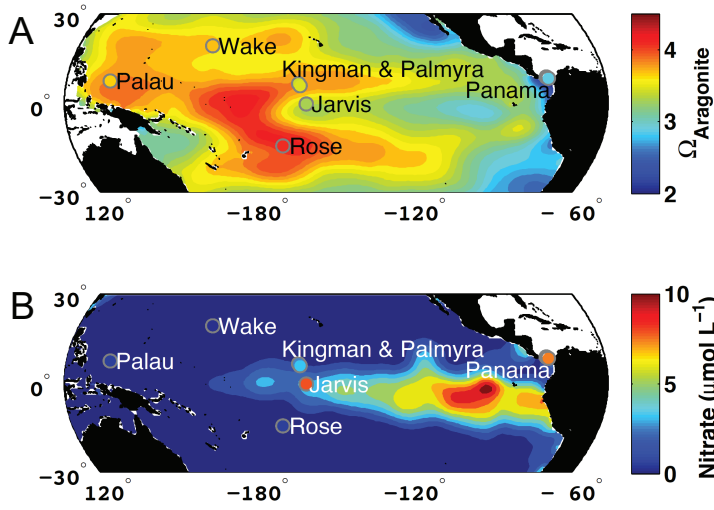 A
30°
0°
−30°
120°
−180°
−120°
− 60°
Wake
Palau
Kingman & Palmyra
Panama
Jarvis
Rose
4
3
2
Ω Aragonite
B
30°
0°
−30°
120°
−180°
−120°
− 60°
Wake
Palau
Kingman & Palmyra
Panama
Jarvis
Rose
10
5
0
Nitrate (μmol L⁻¹)